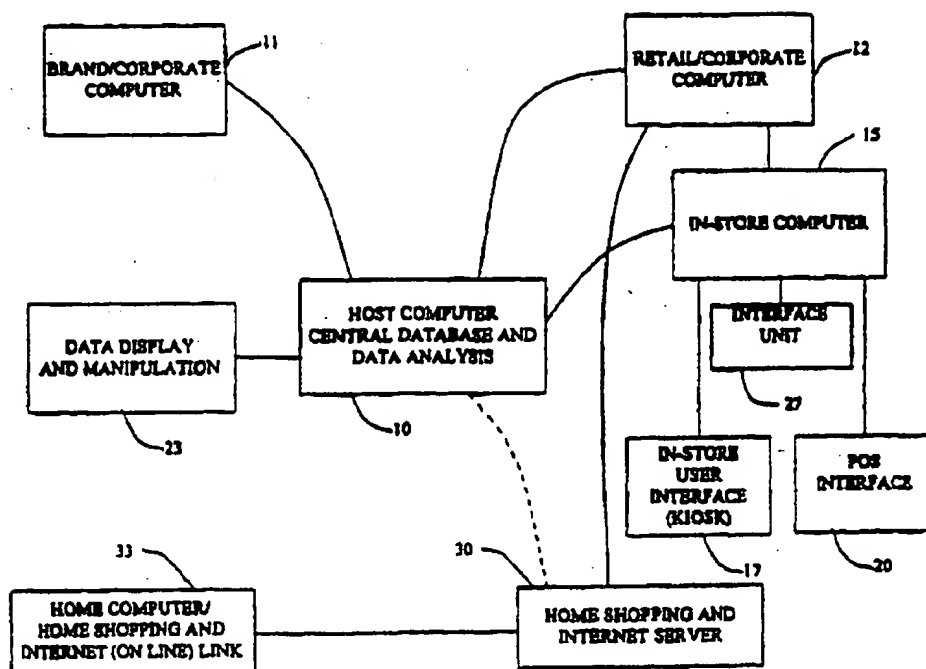 11
BRAND/CORPORATE
COMPUTER
RETAIL/CORPORATE
COMPUTER
12
15
IN-STORE COMPUTER
HOST COMPUTER
CENTRAL DATABASE AND
DATA ANALYSIS
10
DATA DISPLAY
AND MANIPULATION
23
INTERFACE
UNIT
27
IN-STORE
USER
INTERFACE
(KIOSK)
17
POS
INTERFACE
20
33
HOME COMPUTER/
HOME SHOPPING AND
INTERNET (ON LINE) LINK
30
HOME SHOPPING AND
INTERNET SERVER